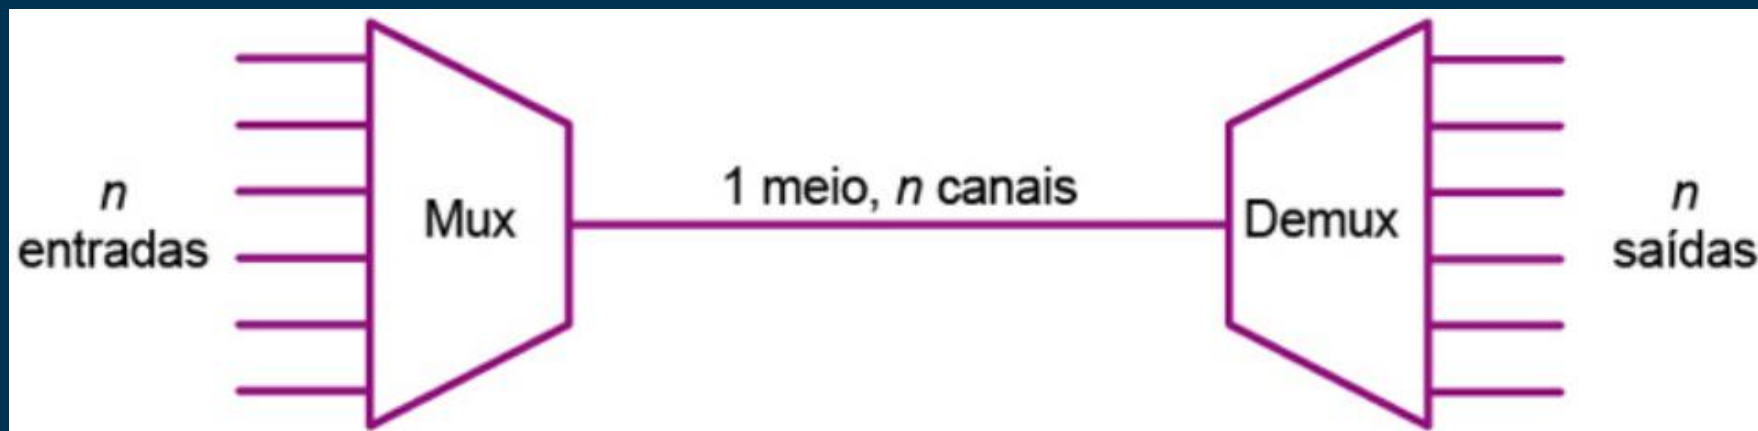 n
entradas
Mux
1 meio, n canais
Demux
n
saídas